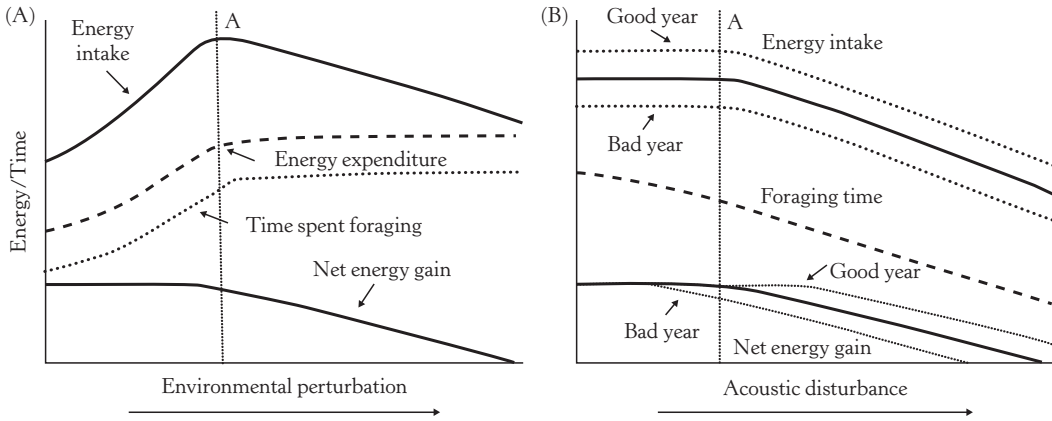 (A)
A
Energy
intake
Energy expenditure
Time spent foraging
Net energy gain
Energy/Time
Environmental perturbation
(B)
Good year
A
Energy intake
Bad year
Foraging time
Good year
Bad year
Net energy gain
Acoustic disturbance